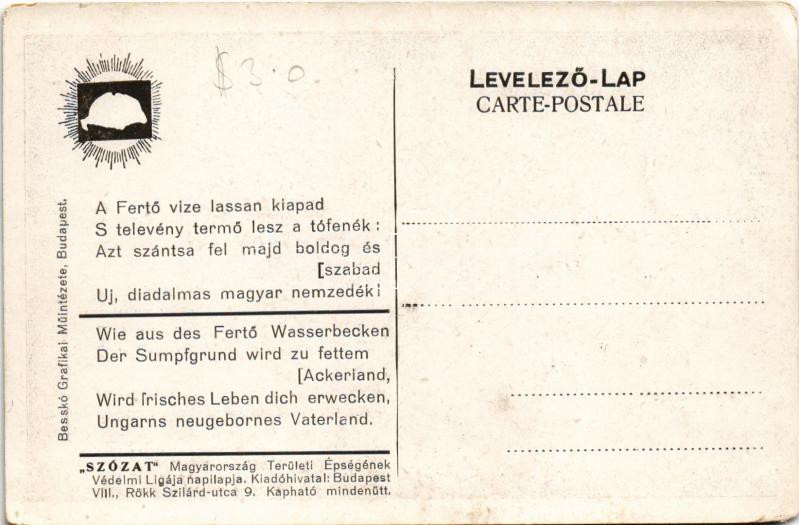 $3.0
LEVELEZŐ-LAP
CARTE-POSTALE
A Fertő vize lassan kiapad
S televény termő lesz a tófenék:
Azt szántsa fel majd boldog és
[szabad
Uj, diadalmas magyar nemzedék!
Wie aus des Fertő Wasserbecken
Der Sumpfgrund wird zu fettem
[Ackerland,
Wird frisches Leben dich erwecken,
Ungarns neugebornes Vaterland.
„SZÓZAT" Magyarország Területi Épségének
Védelmi Ligája napilapja. Kiadóhivatal: Budapest
VIII., Rökk Szilárd-utca 9. Kapható mindenütt.
Besskó Grafikai Műintézete, Budapest.